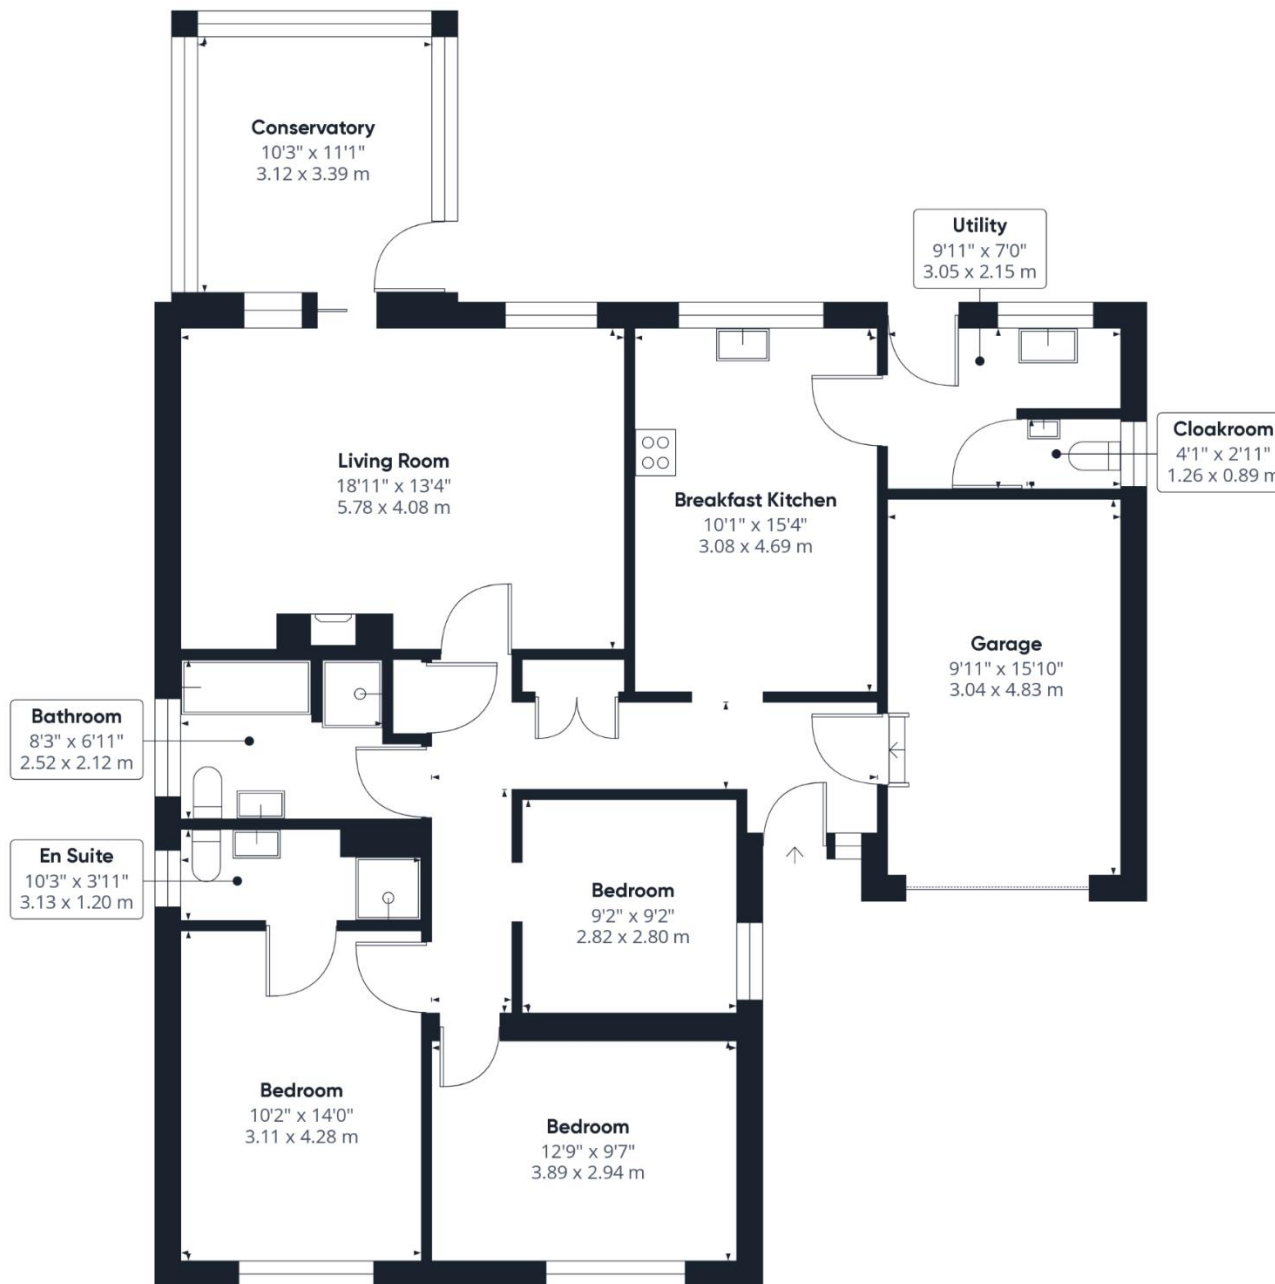 Conservatory
10'3" x 11'1"
3.12 x 3.39 m
Utility
9'11" x 7'0"
3.05 x 2.15 m
Cloakroom
4'1" x 2'11"
1.26 x 0.89 m
Living Room
18'11" x 13'4"
5.78 x 4.08 m
Breakfast Kitchen
10'1" x 15'4"
3.08 x 4.69 m
Garage
9'11" x 15'10"
3.04 x 4.83 m
Bathroom
8'3" x 6'11"
2.52 x 2.12 m
En Suite
10'3" x 3'11"
3.13 x 1.20 m
Bedroom
9'2" x 9'2"
2.82 x 2.80 m
Bedroom
10'2" x 14'0"
3.11 x 4.28 m
Bedroom
12'9" x 9'7"
3.89 x 2.94 m